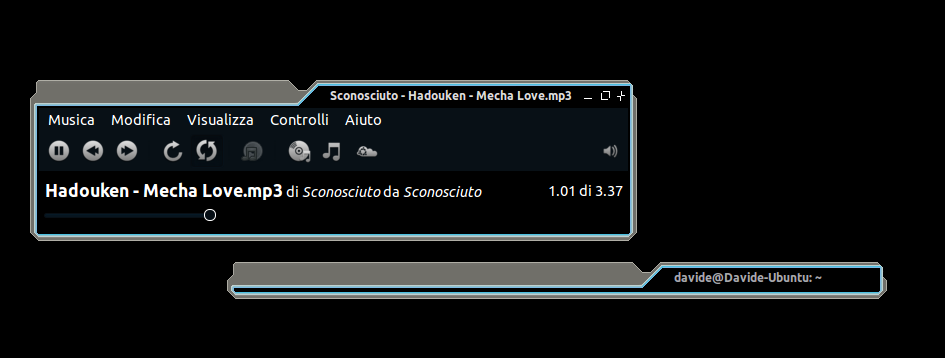 Sconosciuto - Hadouken - Mecha Love.mp3
Musica Modifica Visualizza Controlli Aiuto
Hadouken - Mecha Love.mp3 di Sconosciuto da Sconosciuto 1.01 di 3.37
davide@Davide-Ubuntu: ~